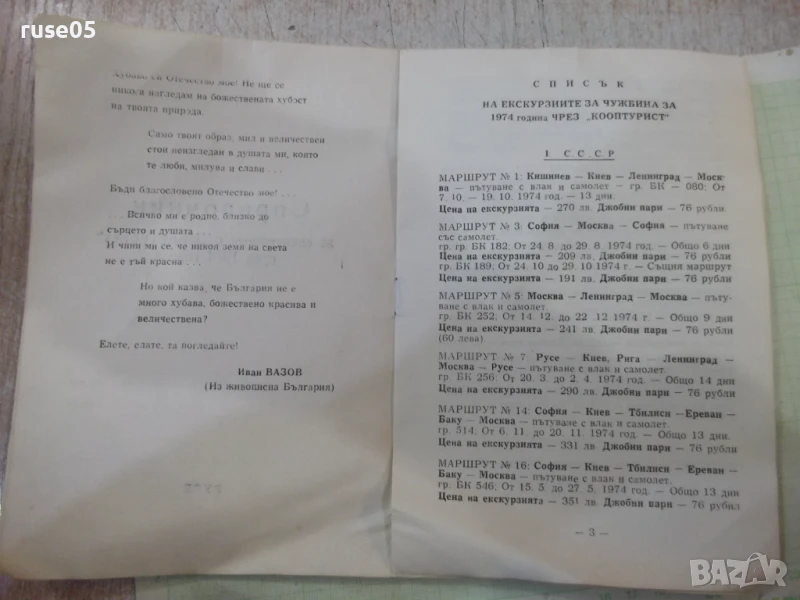 ruse05
Хубаво си Отечество мое! Не ще се
никога нагледам на божествената хубост
на твоята природа.
Само твоят образ, мил и величествен
стои неизгледан в душата ми, която
те люби, милува и слави...
Бъди благословено Отечество мое!...
Всичко ми е родно, близко до
сърцето и душата...
И чини ми се, че никоя земя на света
не е тъй красна...
Но кой казва, че България не е
много хубава, божествено красива и
величествена?
Елете, елате, та погледайте!
Иван ВАЗОВ
(Из живописна България)
СПИСЪК
НА ЕКСКУРЗИИТЕ ЗА ЧУЖБИНА ЗА
1974 година ЧРЕЗ „КООПТУРИСТ"
I СССР
МАРШРУТ № 1: Кишинев — Киев — Ленинград — Моск-
ва — пътуване с влак и самолет — гр. БК — 080: От
7. 10. — 19. 10. 1974 год. — 13 дни.
Цена на екскурзията — 270 лв. Джобни пари — 76 рубли.
МАРШРУТ № 3: София — Москва — София — пътуване
със самолет.
гр. гр. БК 182; От 24. 8. до 29. 8. 1974 год. — Общо 6 дни
Цена на екскурзията — 209 лв. Джобни пари — 76 рубли
гр. БК 189; От 24. 10 до 29. 10 1974 г. — Същия маршрут
Цена на екскурзията — 191 лв. Джобни пари — 76 рубли
МАРШРУТ № 5: Москва — Ленинград — Москва — пъту-
ване с влак и самолет.
гр. БК 252; От 14. 12. до 22. 12 1974 г. — Общо 9 дни
Цена на екскурзията — 241 лв. Джобни пари — 76 рубли
(60 лева)
МАРШРУТ № 7 Русе — Киев, Рига — Ленинград —
Москва — Русе — пътуване с влак и самолет.
гр. БК 256: От 20. 3. до 2. 4. 1974 г. — Общо 14 дни
Цена на екскурзията — 290 лв. Джобни пари — 76 рубли
МАРШРУТ № 14: София — Киев — Тбилиси — Ереван —
Баку — Москва — пътуване с влак и самолет.
гр. 514; От 6. 11. до 20. 11. 1974 год. — Общо 13 дни.
Цена на екскурзията — 331 лв. Джобни пари — 76 рубли
МАРШРУТ № 16: София — Киев — Тбилиси — Ереван —
Баку — Москва — пътуване с влак и самолет.
гр. БК 546; От 15. 5. до 27. 5. 1974 год. — Общо 13 дни
Цена на екскурзията — 351 лв. Джобни пари — 76 рубли
— 3 —
BAZAR